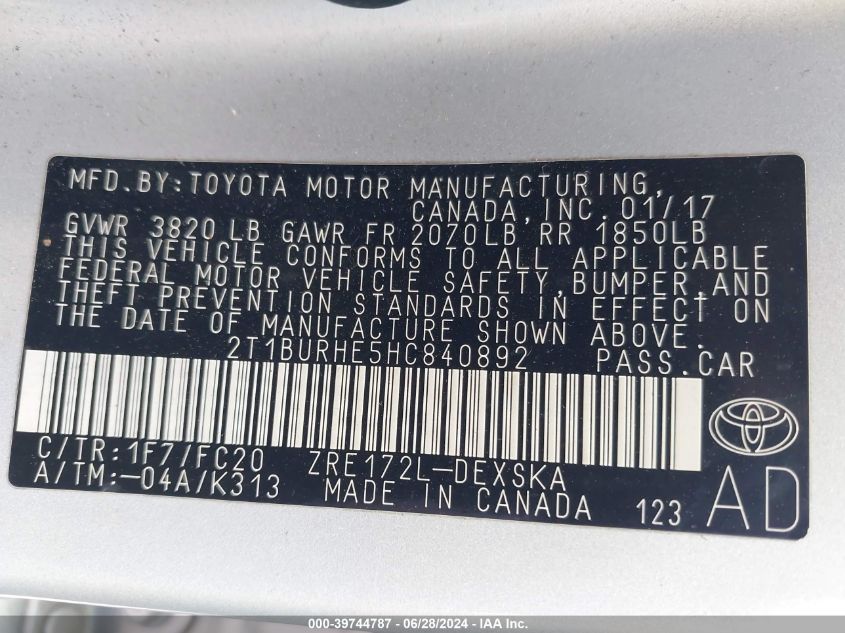 MFD.BY:TOYOTA MOTOR MANUFACTURING,
CANADA,INC. 01/17
GVWR 3820 LB GAWR FR 2070LB RR 1850LB
THIS VEHICLE CONFORMS TO ALL APPLICABLE
FEDERAL MOTOR VEHICLE SAFETY,BUMPER,AND
THEFT PREVENTION STANDARDS IN EFFECT ON
THE DATE OF MANUFACTURE SHOWN ABOVE.
2T1BURHE5HC840892 PASS.CAR
C/TR:1F7/FC20 ZRE172L-DEXSKA
A/TM:-04A/K313 MADE IN CANADA 123 AD
000-39744787 - 06/28/2024 - IAA Inc.